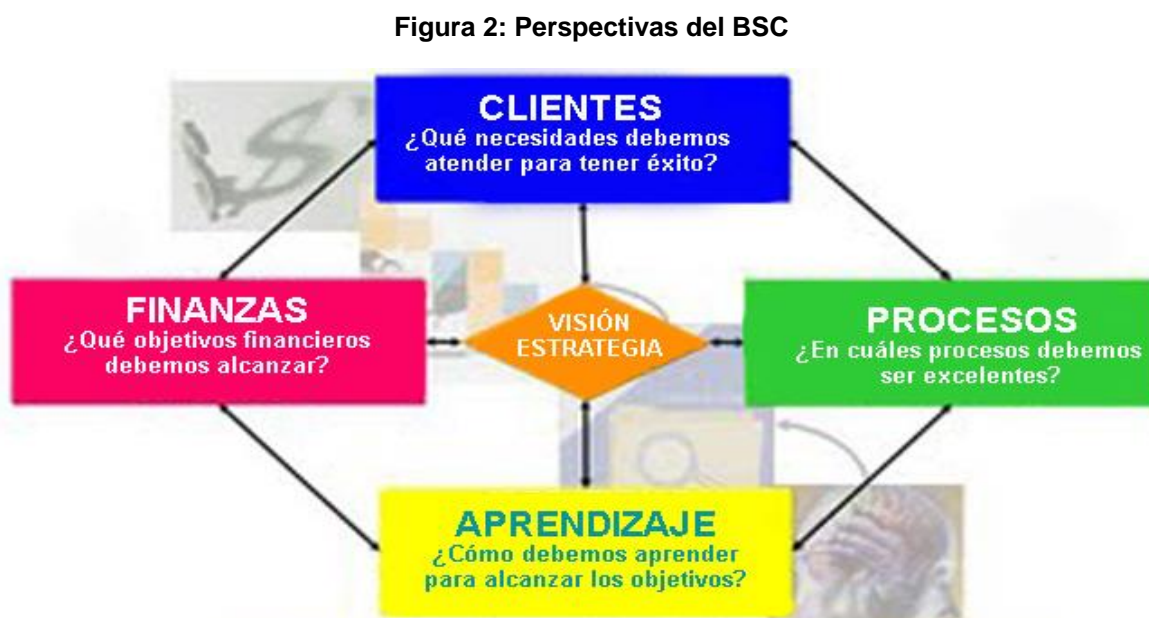 Figura 2: Perspectivas del BSC
CLIENTES
¿Qué necesidades debemos
atender para tener éxito?
FINANZAS
¿Qué objetivos financieros
debemos alcanzar?
VISIÓN
ESTRATEGIA
PROCESOS
¿En cuáles procesos debemos
ser excelentes?
APRENDIZAJE
¿Cómo debemos aprender
para alcanzar los objetivos?